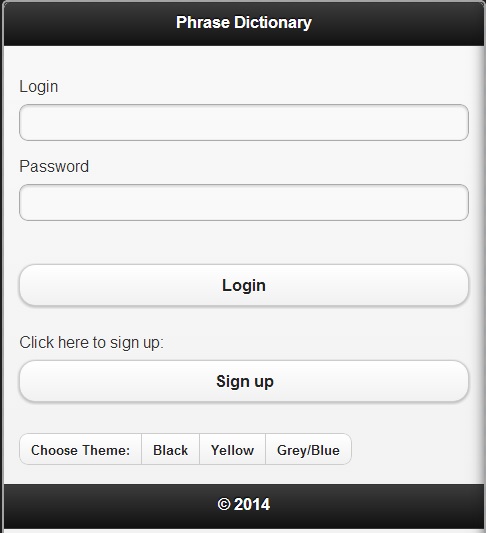 Phrase Dictionary
Login
Password
Login
Click here to sign up:
Sign up
Choose Theme: Black Yellow Grey/Blue
© 2014